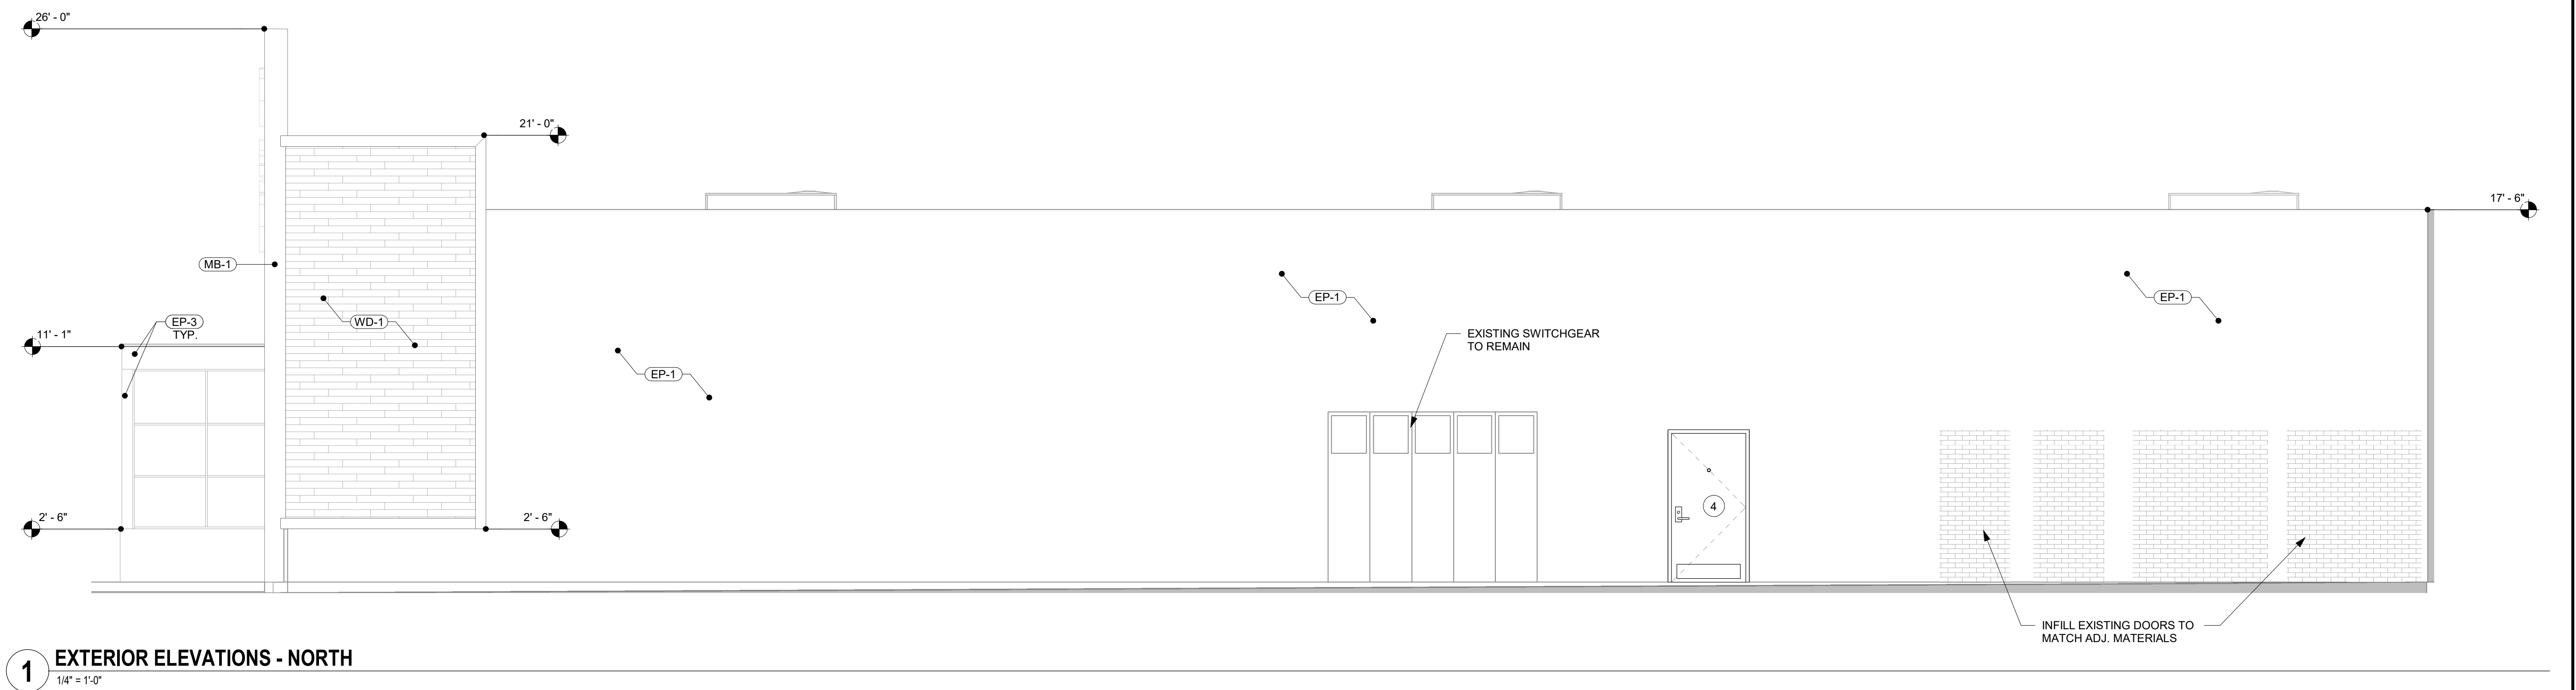 26' - 0"
21' - 0"
17' - 6"
MB-1
EP-1
EP-1
EP-3
TYP.
WD-1
11' - 1"
EXISTING SWITCHGEAR
TO REMAIN
EP-1
4
2' - 6"
2' - 6"
INFILL EXISTING DOORS TO
MATCH ADJ. MATERIALS
1
EXTERIOR ELEVATIONS - NORTH
1/4" = 1'-0"